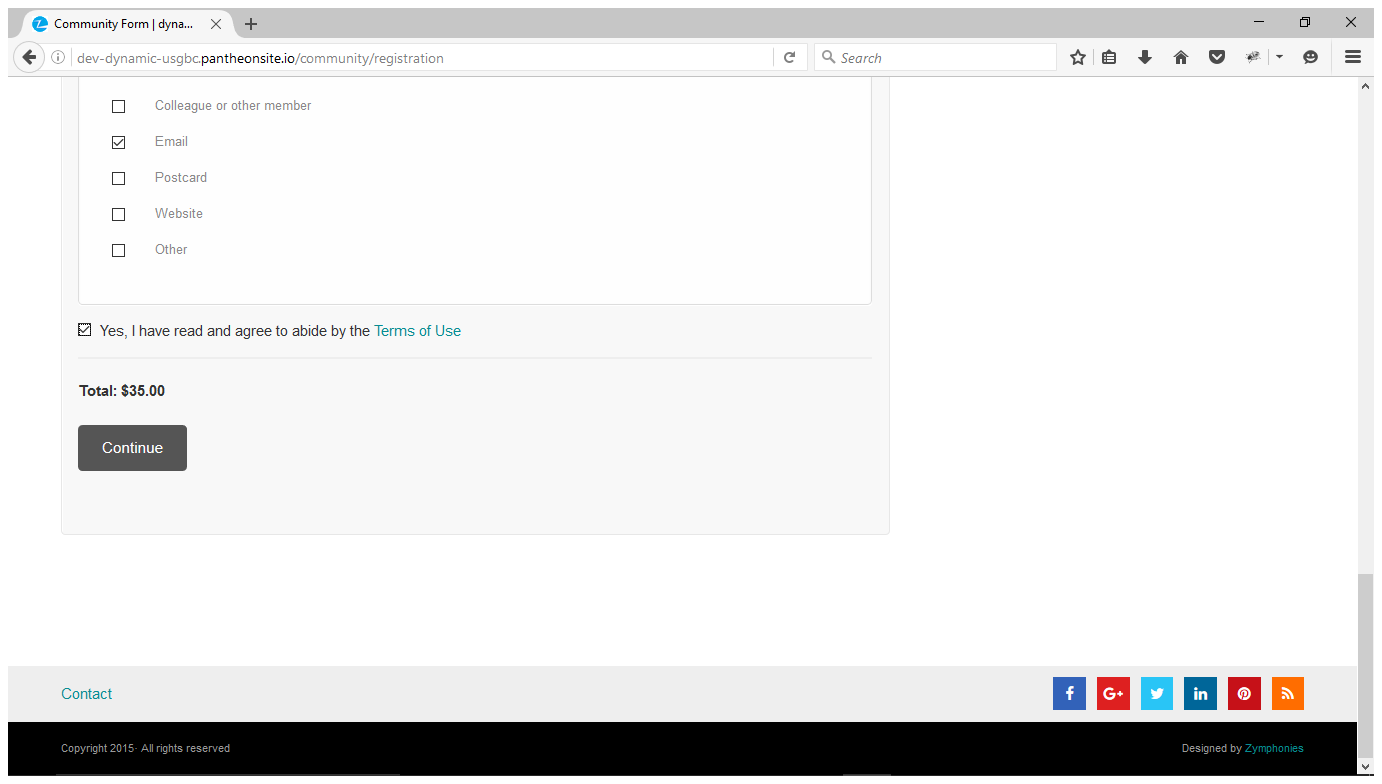 Community Form | dyna...
dev-dynamic-usgbc.pantheonsite.io/community/registration
Search
Colleague or other member
Email
Postcard
Website
Other
Yes, I have read and agree to abide by the Terms of Use
Total: $35.00
Continue
Contact
f G+ in
Copyright 2015· All rights reserved
Designed by Zymphonies